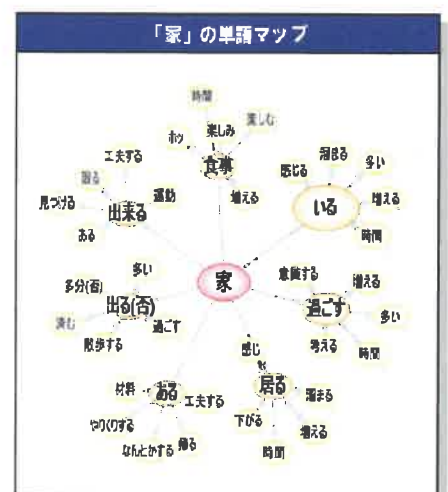 「家」の単語マップ
時間
楽しむ
ホッ
楽しみ
食事
増える
工夫する
困る
運動
見つける
出来る
ある
溜まる
感じる
多い
いる
増える
時間
家
多い
多分(否)
出る(否)
済む
過ごす
散歩する
意識する
増える
過ごす
多い
考える
時間
材料
ある
工夫する
やりくりする
なんとかする
帰る
感じ
居る
溜まる
下がる
増える
時間